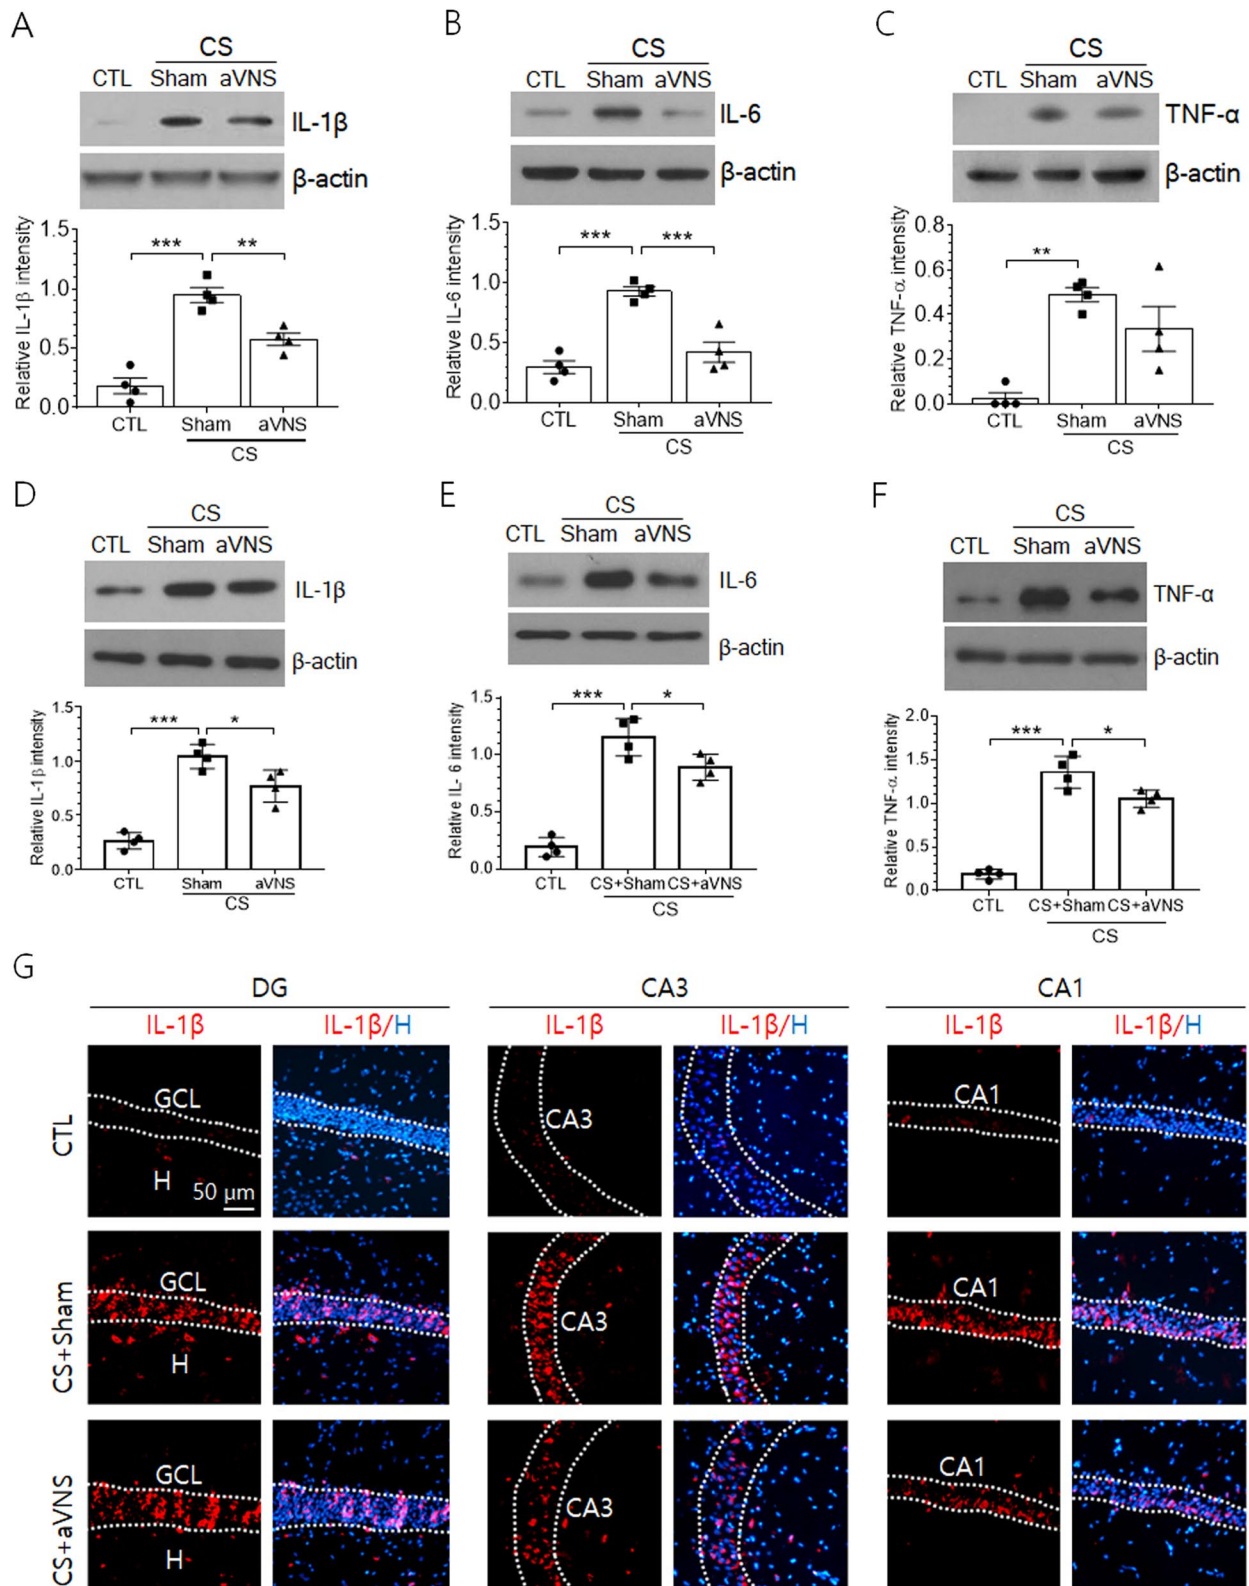 A
CS
CTL Sham aVNS
IL-1β
β-actin
Relative IL-1β intensity
1.5
1.0
0.5
0.0
*** **
CTL Sham aVNS
CS
B
CS
CTL Sham aVNS
IL-6
β-actin
Relative IL-6 intensity
1.5
1.0
0.5
0.0
*** ***
CTL Sham aVNS
CS
C
CS
CTL Sham aVNS
TNF-α
β-actin
Relative TNF-α intensity
0.8
0.6
0.4
0.2
0.0
**
CTL Sham aVNS
CS
D
CS
CTL Sham aVNS
IL-1β
β-actin
Relative IL-1 β intensity
1.5
1.0
0.5
0.0
*** *
CTL Sham aVNS
CS
E
CS
CTL Sham aVNS
IL-6
β-actin
Relative IL- 6 intensity
1.5
1.0
0.5
0.0
*** *
CTL CS+Sham CS+aVNS
CS
F
CS
CTL Sham aVNS
TNF-α
β-actin
Relative TNF-α intensity
2.0
1.5
1.0
0.5
0.0
*** *
CTL CS+Sham CS+aVNS
CS
G
DG CA3 CA1
IL-1β IL-1β/H IL-1β IL-1β/H IL-1β IL-1β/H
CTL
GCL
H
50 μm
CA3
CA1
CS+Sham
GCL
H
CA3
CA1
CS+aVNS
GCL
H
CA3
CA1